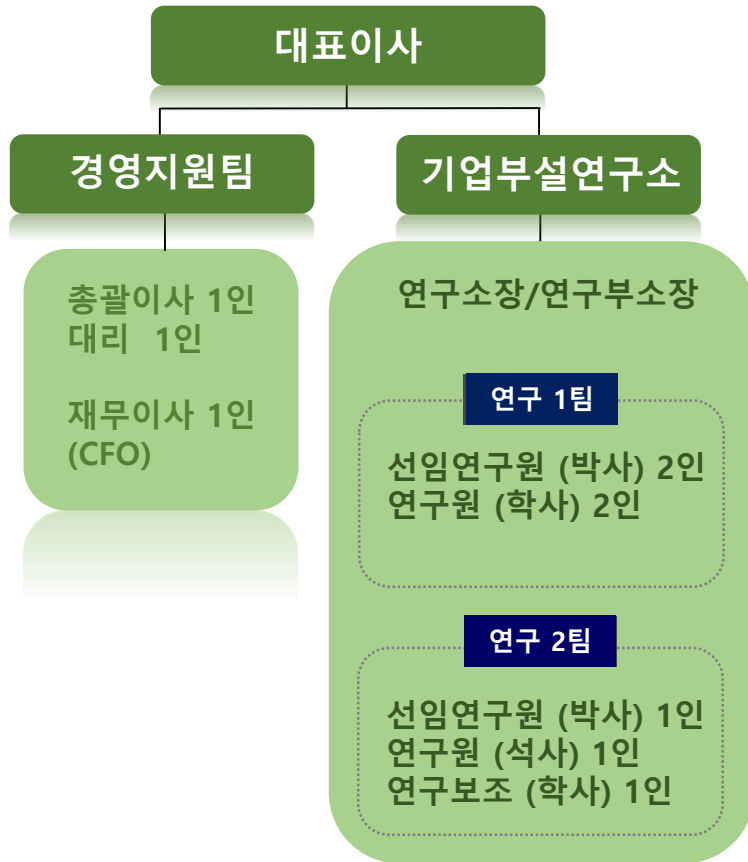 대표이사
경영지원팀
총괄이사 1인
대리 1인
재무이사 1인
(CFO)
기업부설연구소
연구소장/연구부소장
연구 1팀
선임연구원 (박사) 2인
연구원 (학사) 2인
연구 2팀
선임연구원 (박사) 1인
연구원 (석사) 1인
연구보조 (학사) 1인